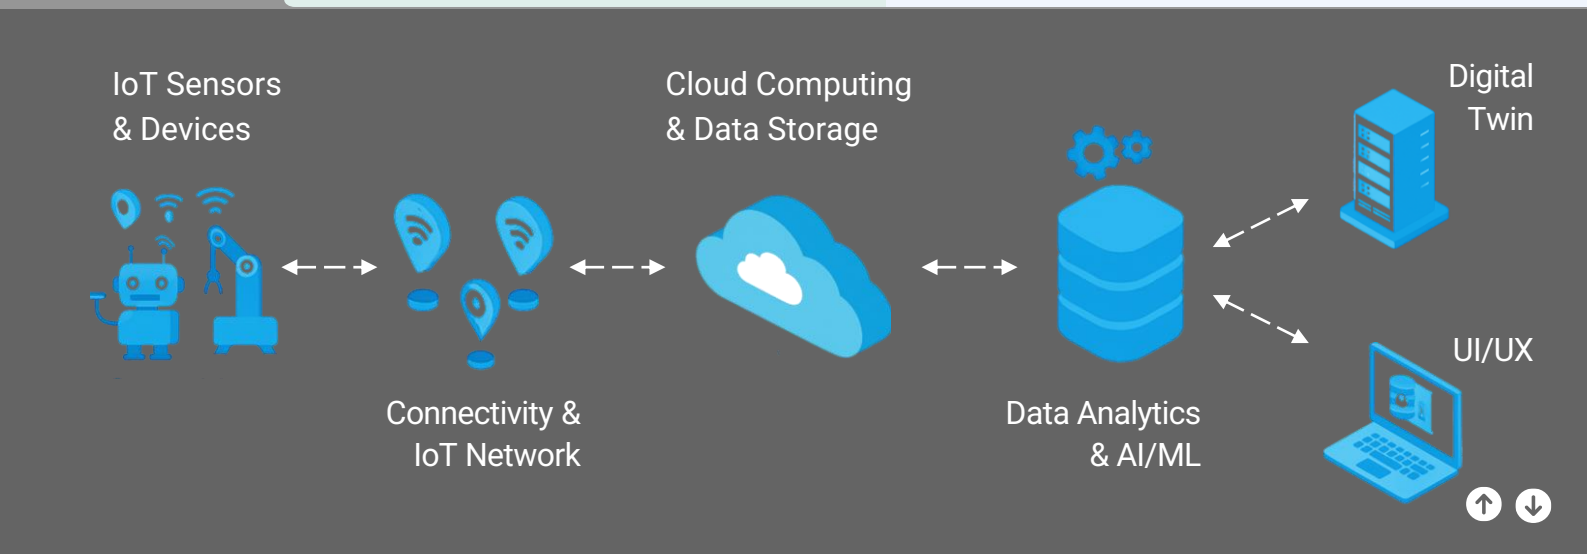 IoT Sensors
& Devices
Connectivity &
IoT Network
Cloud Computing
& Data Storage
Data Analytics
& AI/ML
Digital
Twin
UI/UX